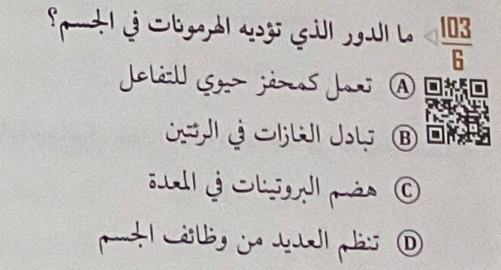 103
6
ما الدور الذي تؤديه الهرمونات في الجسم؟
A تعمل كمحفز حيوي للتفاعل
B تبادل الغازات في الرئتين
C هضم البروتينات في المعدة
D تنظم العديد من وظائف الجسم